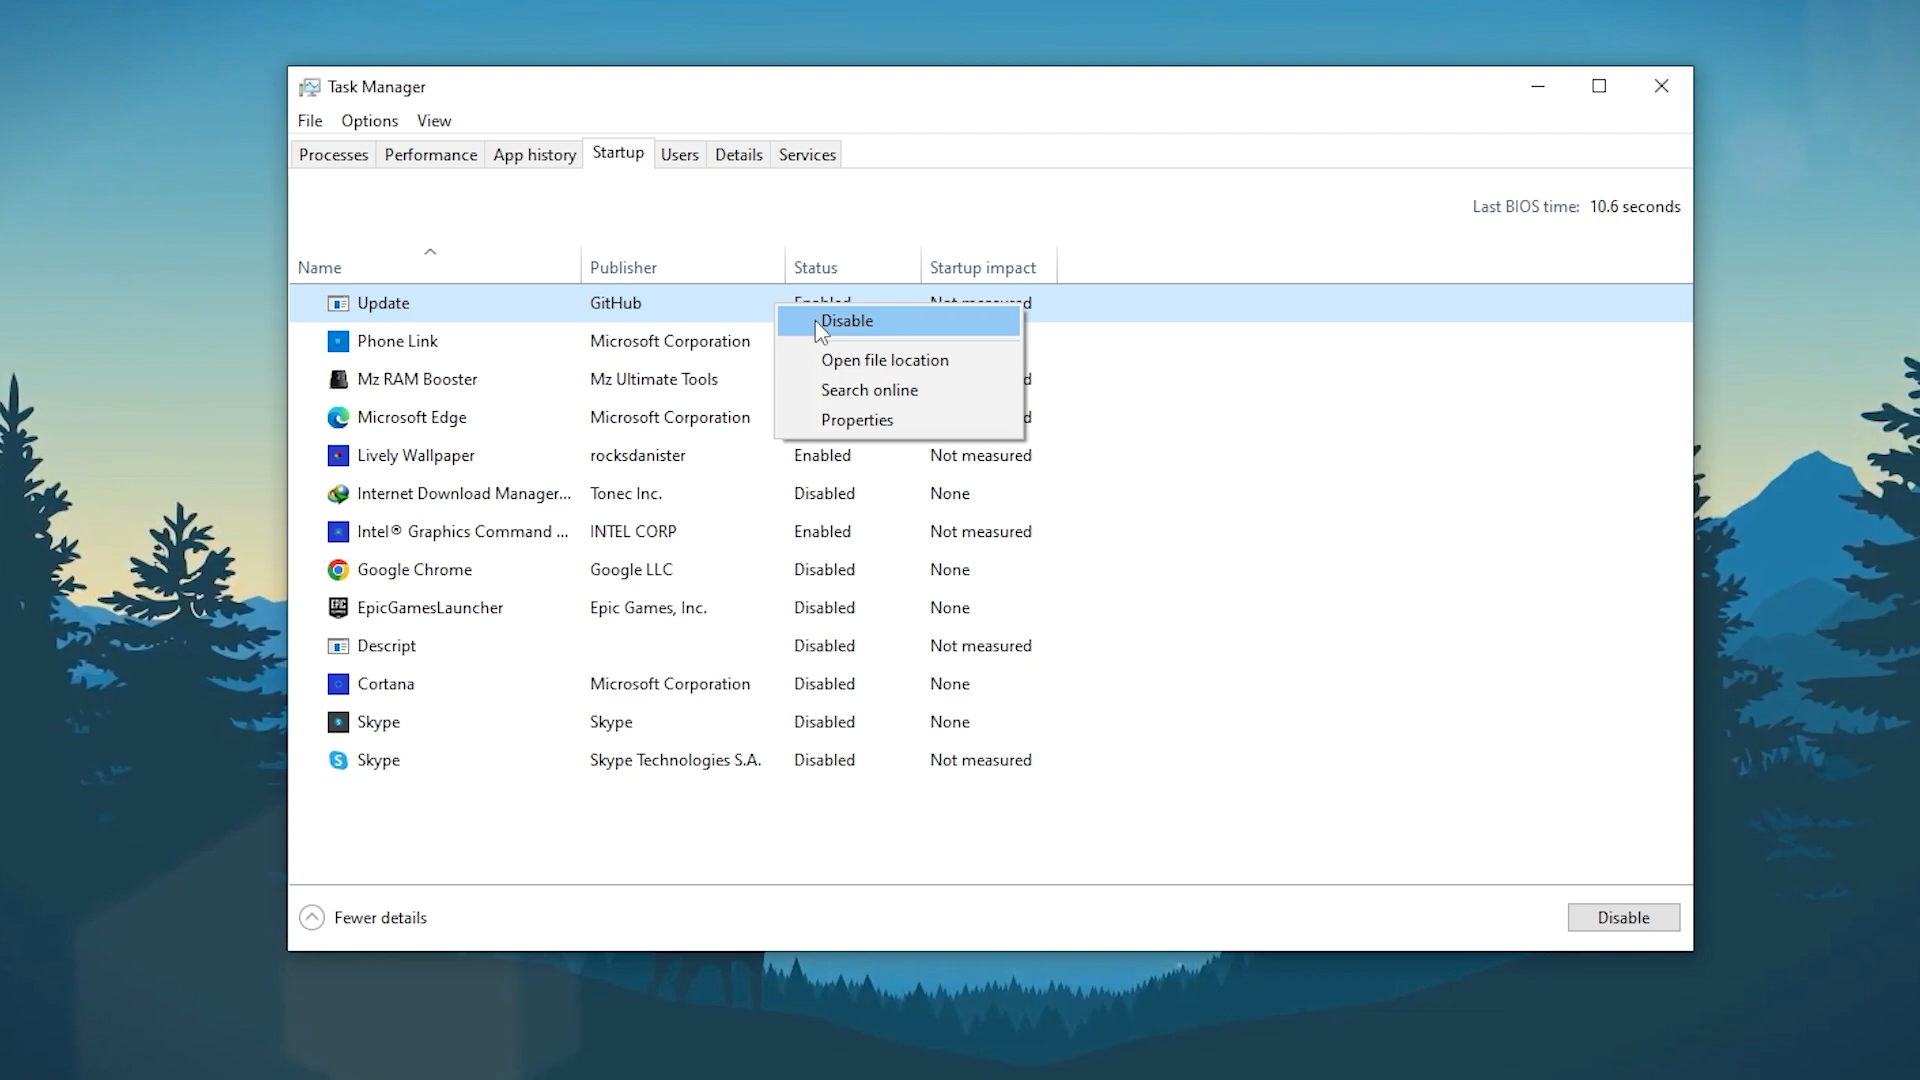 Task Manager
File Options View
Processes Performance App history Startup Users Details Services
Last BIOS time: 10.6 seconds
Name Publisher Status Startup impact
Update GitHub Enabled Not measured
Disable
Phone Link Microsoft Corporation
Open file location
Mz RAM Booster Mz Ultimate Tools
Search online
Microsoft Edge Microsoft Corporation
Properties
Lively Wallpaper rocksdanister Enabled Not measured
Internet Download Manager... Tonec Inc. Disabled None
Intel® Graphics Command ... INTEL CORP Enabled Not measured
Google Chrome Google LLC Disabled None
EpicGamesLauncher Epic Games, Inc. Disabled None
Descript Disabled Not measured
Cortana Microsoft Corporation Disabled None
Skype Skype Disabled None
Skype Skype Technologies S.A. Disabled Not measured
Fewer details Disable